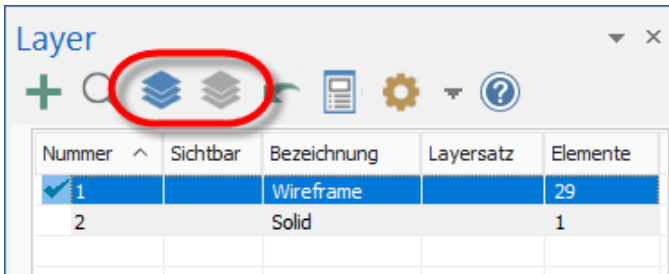 Layer
Nummer Sichtbar Bezeichnung Layersatz Elemente
1 Wireframe 29
2 Solid 1